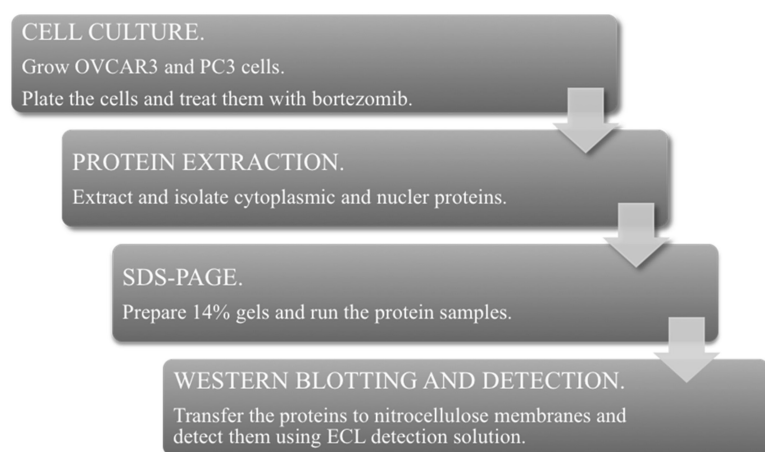 CELL CULTURE.
Grow OVCAR3 and PC3 cells.
Plate the cells and treat them with bortezomib.
PROTEIN EXTRACTION.
Extract and isolate cytoplasmic and nucler proteins.
SDS-PAGE.
Prepare 14% gels and run the protein samples.
WESTERN BLOTTING AND DETECTION.
Transfer the proteins to nitrocellulose membranes and
detect them using ECL detection solution.